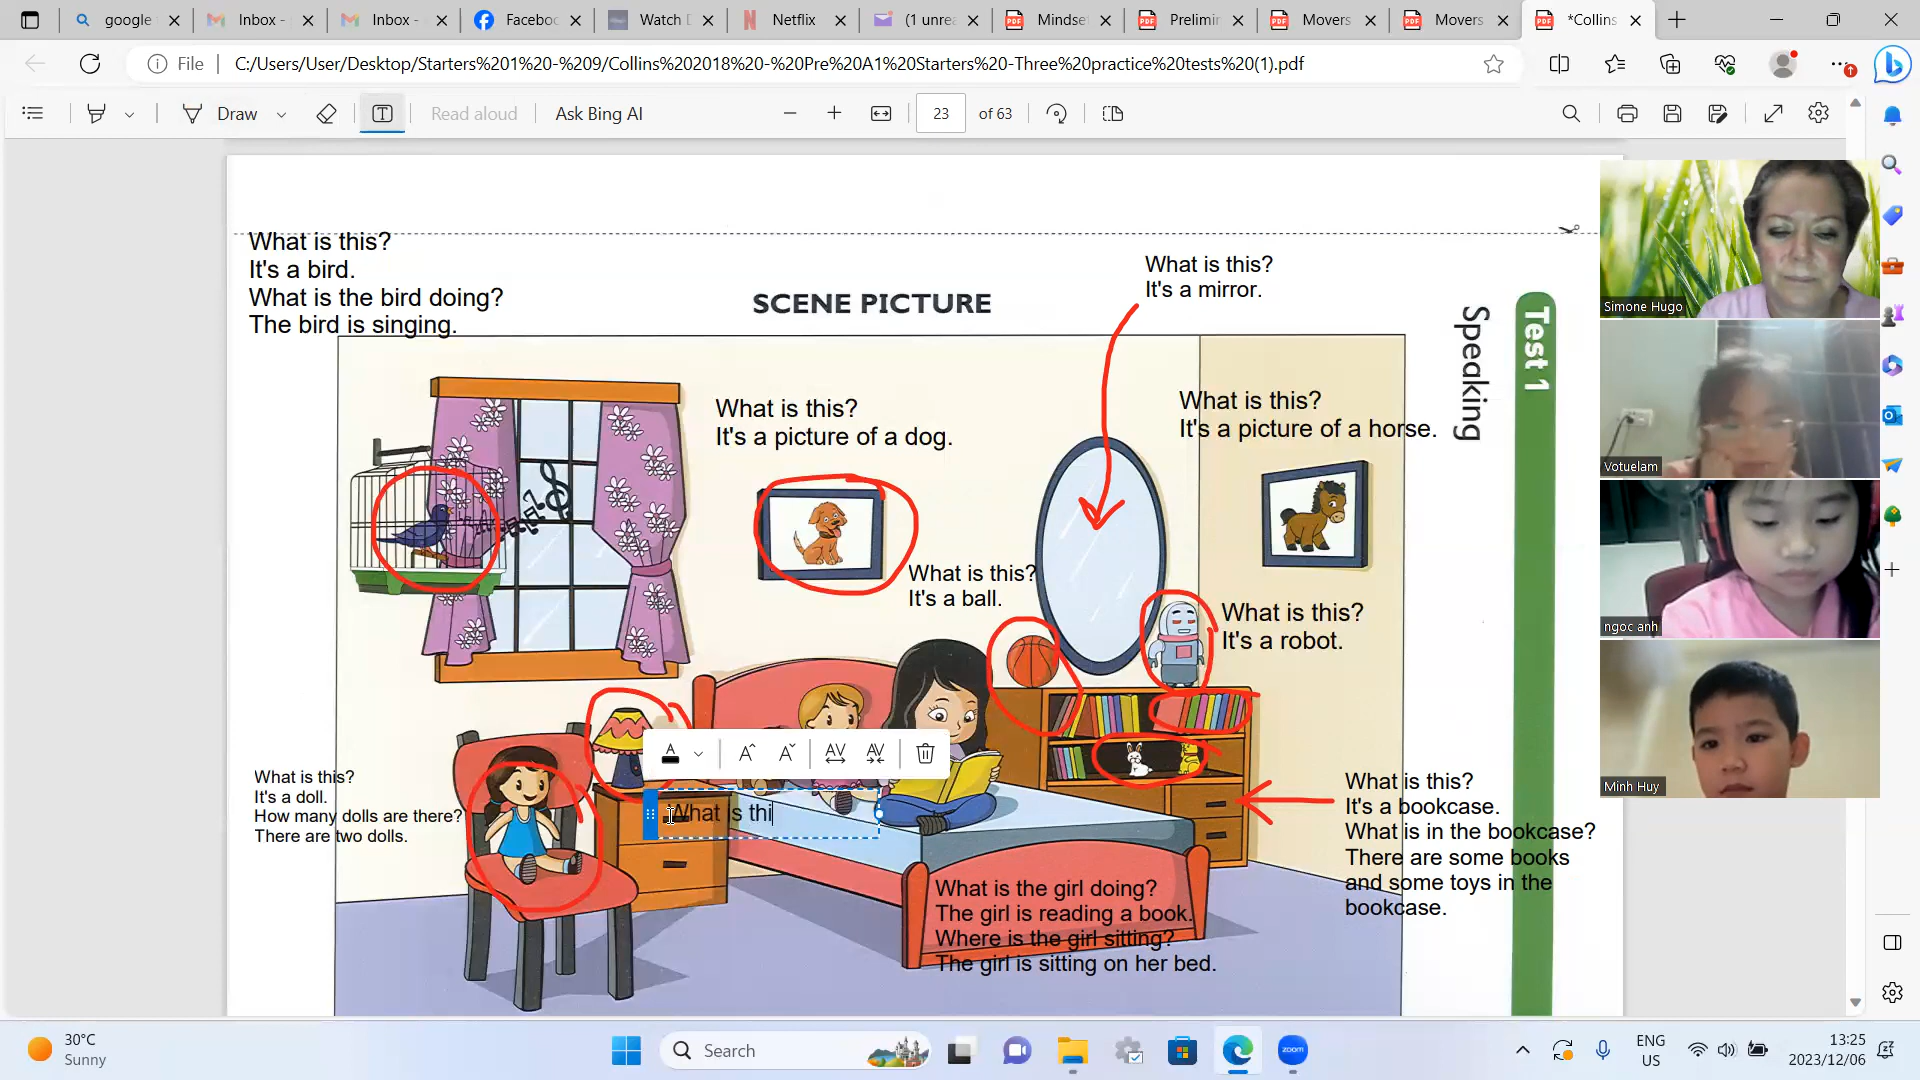 google
Inbox -
Inbox -
Faceboo
Watch D
Netflix
(1 unrea
Mindset
Prelimin
Movers
Movers
*Collins
File
C:/Users/User/Desktop/Starters%201%20-%209/Collins%202018%20-%20Pre%20A1%20Starters%20-Three%20practice%20tests%20(1).pdf
Draw
Read aloud
Ask Bing AI
23
of 63
What is this?
It's a bird.
What is the bird doing?
The bird is singing.
SCENE PICTURE
What is this?
It's a mirror.
Test 1
Speaking
What is this?
It's a picture of a dog.
What is this?
It's a picture of a horse.
What is this?
It's a ball.
What is this?
It's a robot.
What is this?
It's a doll.
How many dolls are there?
There are two dolls.
What is thi
What is this?
It's a bookcase.
What is in the bookcase?
There are some books
and some toys in the
bookcase.
What is the girl doing?
The girl is reading a book.
Where is the girl sitting?
The girl is sitting on her bed.
Simone Hugo
Votuelam
ngoc anh
Minh Huy
30°C
Sunny
Search
zoom
ENG
US
13:25
2023/12/06